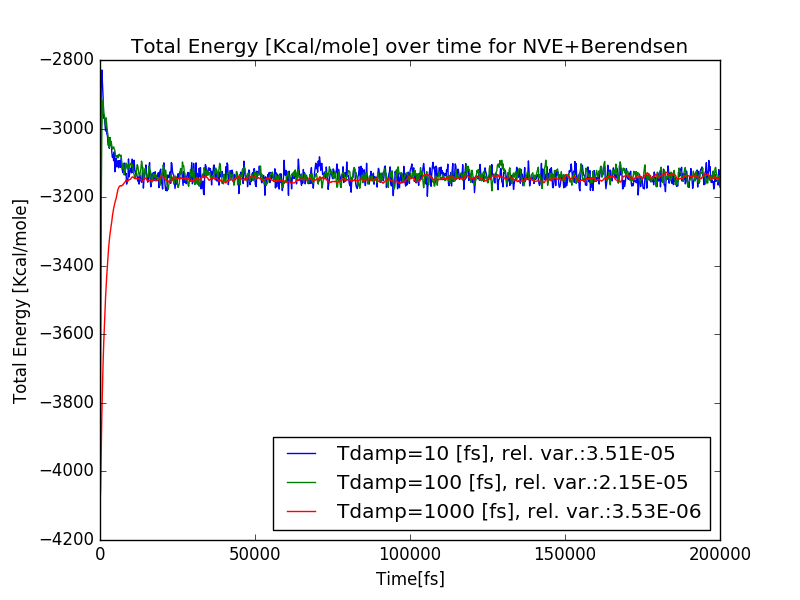 Total Energy [Kcal/mole] over time for NVE+Berendsen
−2800
−3000
−3200
−3400
−3600
−3800
−4000
−4200
Total Energy [Kcal/mole]
Tdamp=10 [fs], rel. var.:3.51E-05
Tdamp=100 [fs], rel. var.:2.15E-05
Tdamp=1000 [fs], rel. var.:3.53E-06
0
50000
100000
150000
200000
Time[fs]